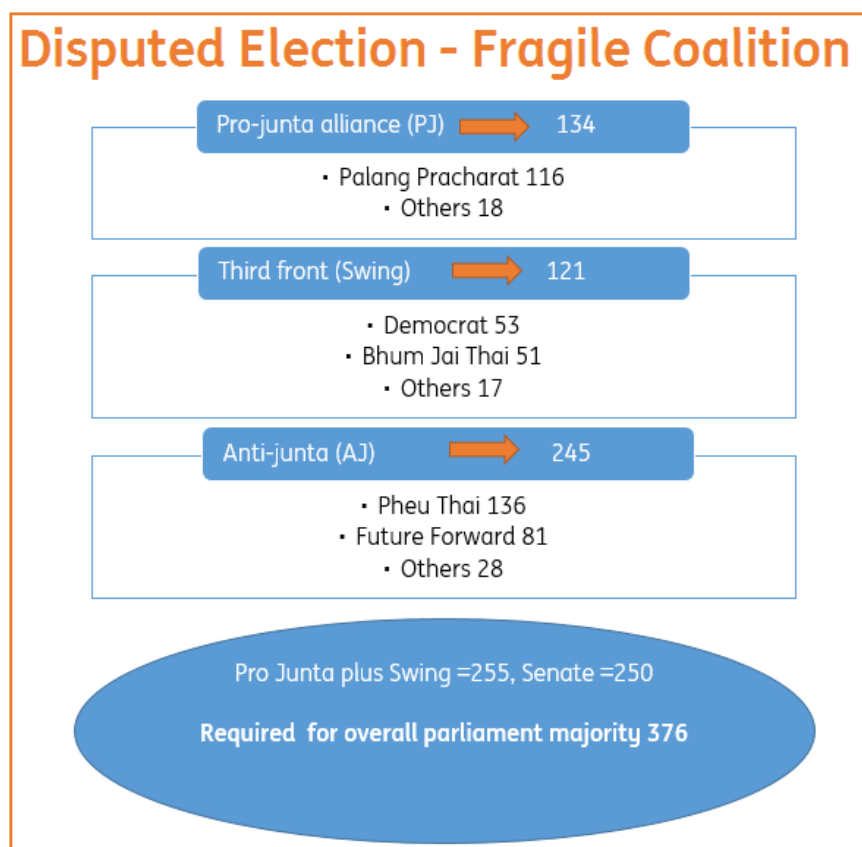 Disputed Election - Fragile Coalition
Pro-junta alliance (PJ) 134
· Palang Pracharat 116
· Others 18
Third front (Swing) 121
· Democrat 53
· Bhum Jai Thai 51
· Others 17
Anti-junta (AJ) 245
· Pheu Thai 136
· Future Forward 81
· Others 28
Pro Junta plus Swing =255, Senate =250
Required for overall parliament majority 376